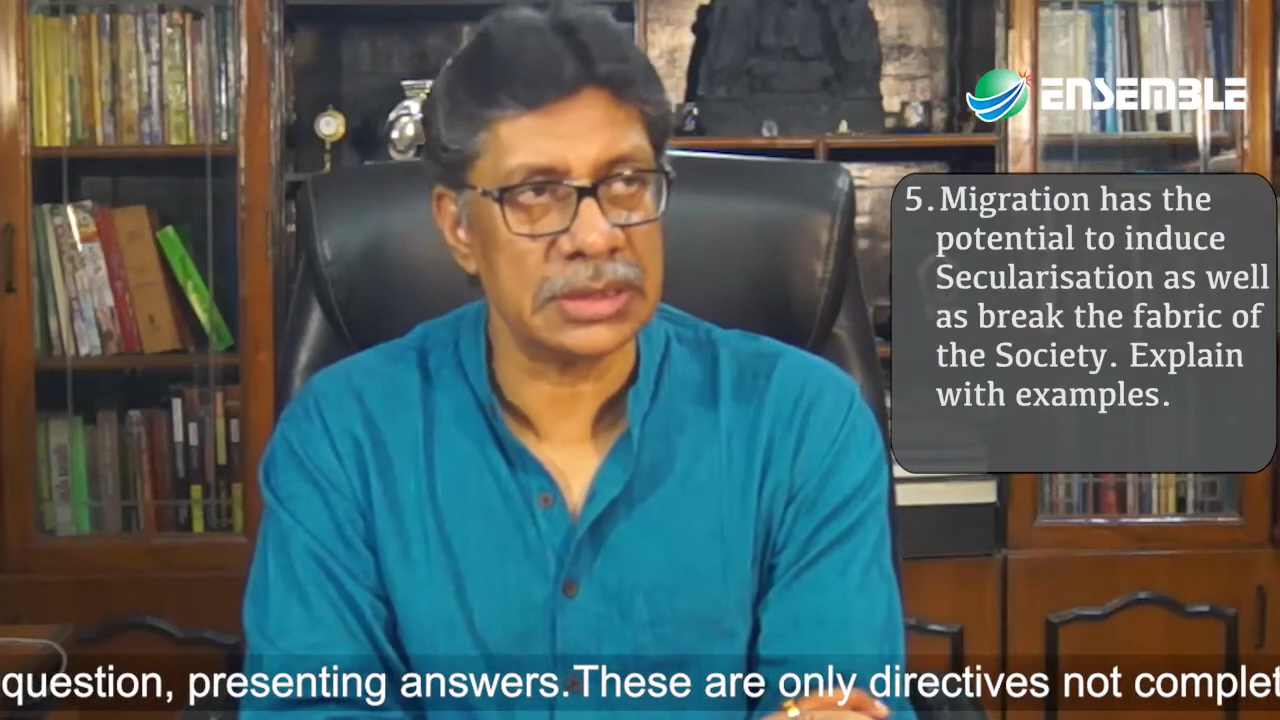 ENSEMBLE
5. Migration has the
potential to induce
Secularisation as well
as break the fabric of
the Society. Explain
with examples.
question, presenting answers. These are only directives not complet